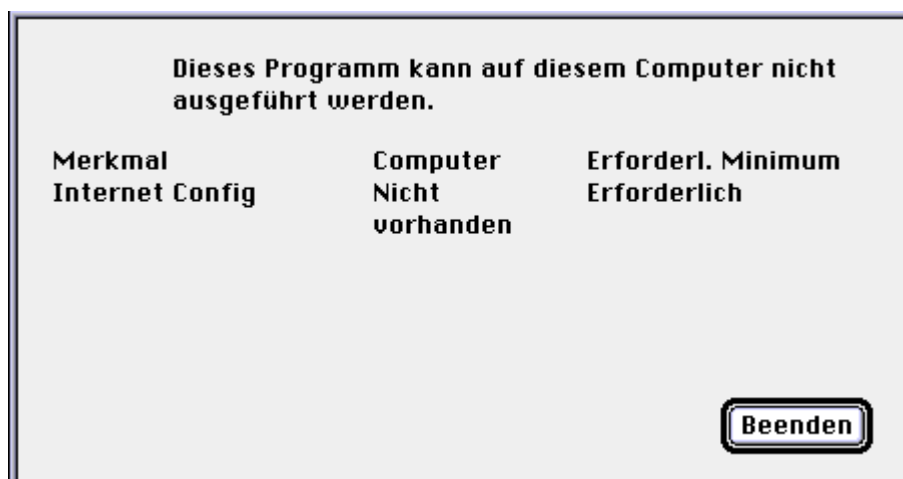 Dieses Programm kann auf diesem Computer nicht
ausgeführt werden.
Merkmal Computer Erforderl. Minimum
Internet Config Nicht Erforderlich
vorhanden
Beenden